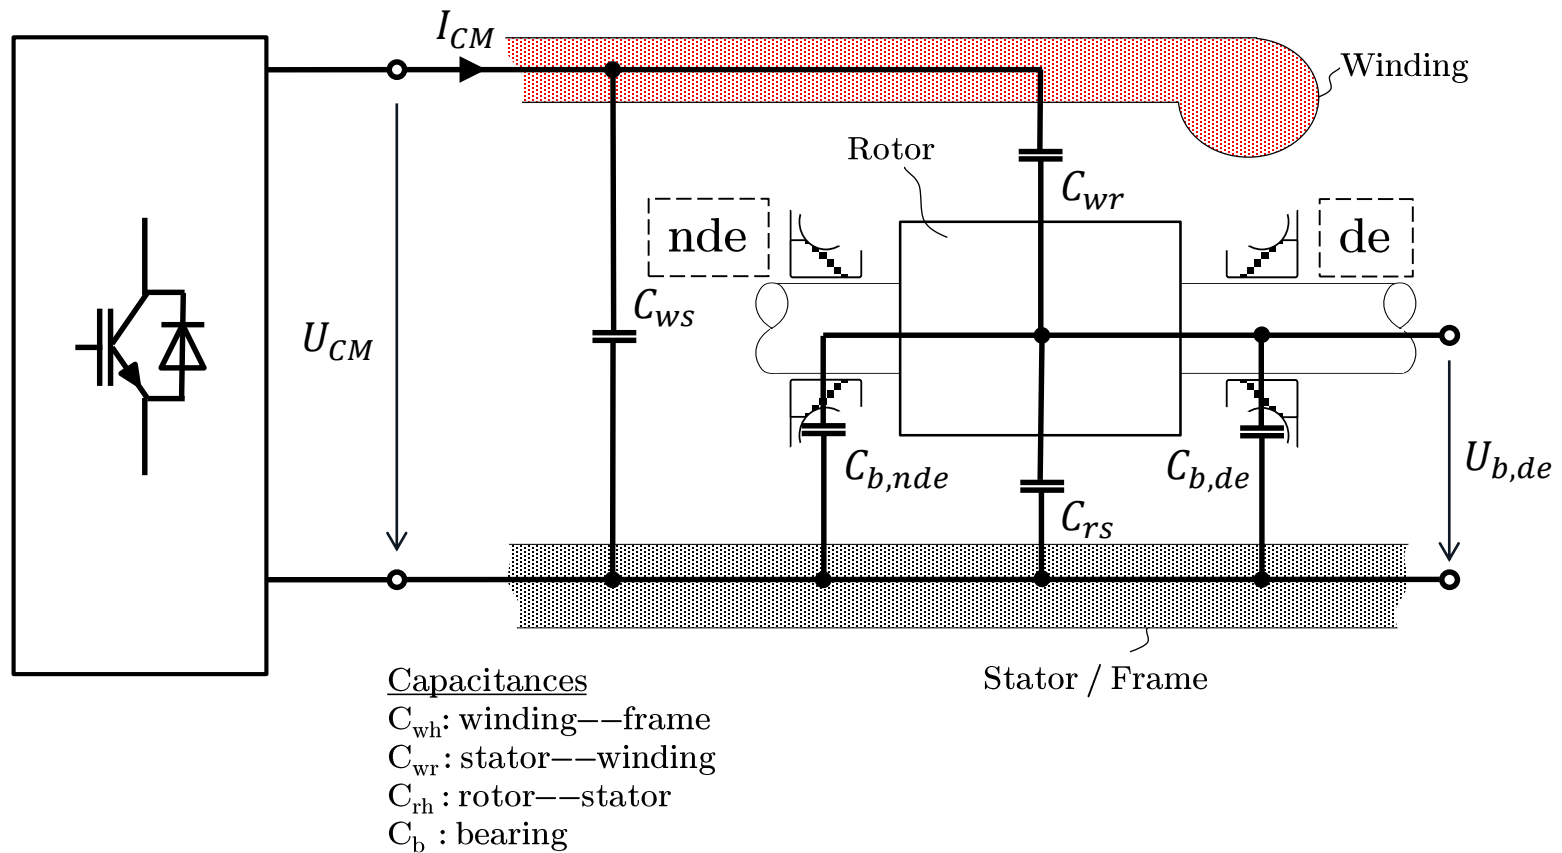 I_CM
Winding
Rotor
C_wr
nde
de
C_ws
U_CM
C_b,nde
C_b,de
U_b,de
C_rs
Stator / Frame
Capacitances
C_wh: winding––frame
C_wr: stator––winding
C_rh: rotor––stator
C_b: bearing